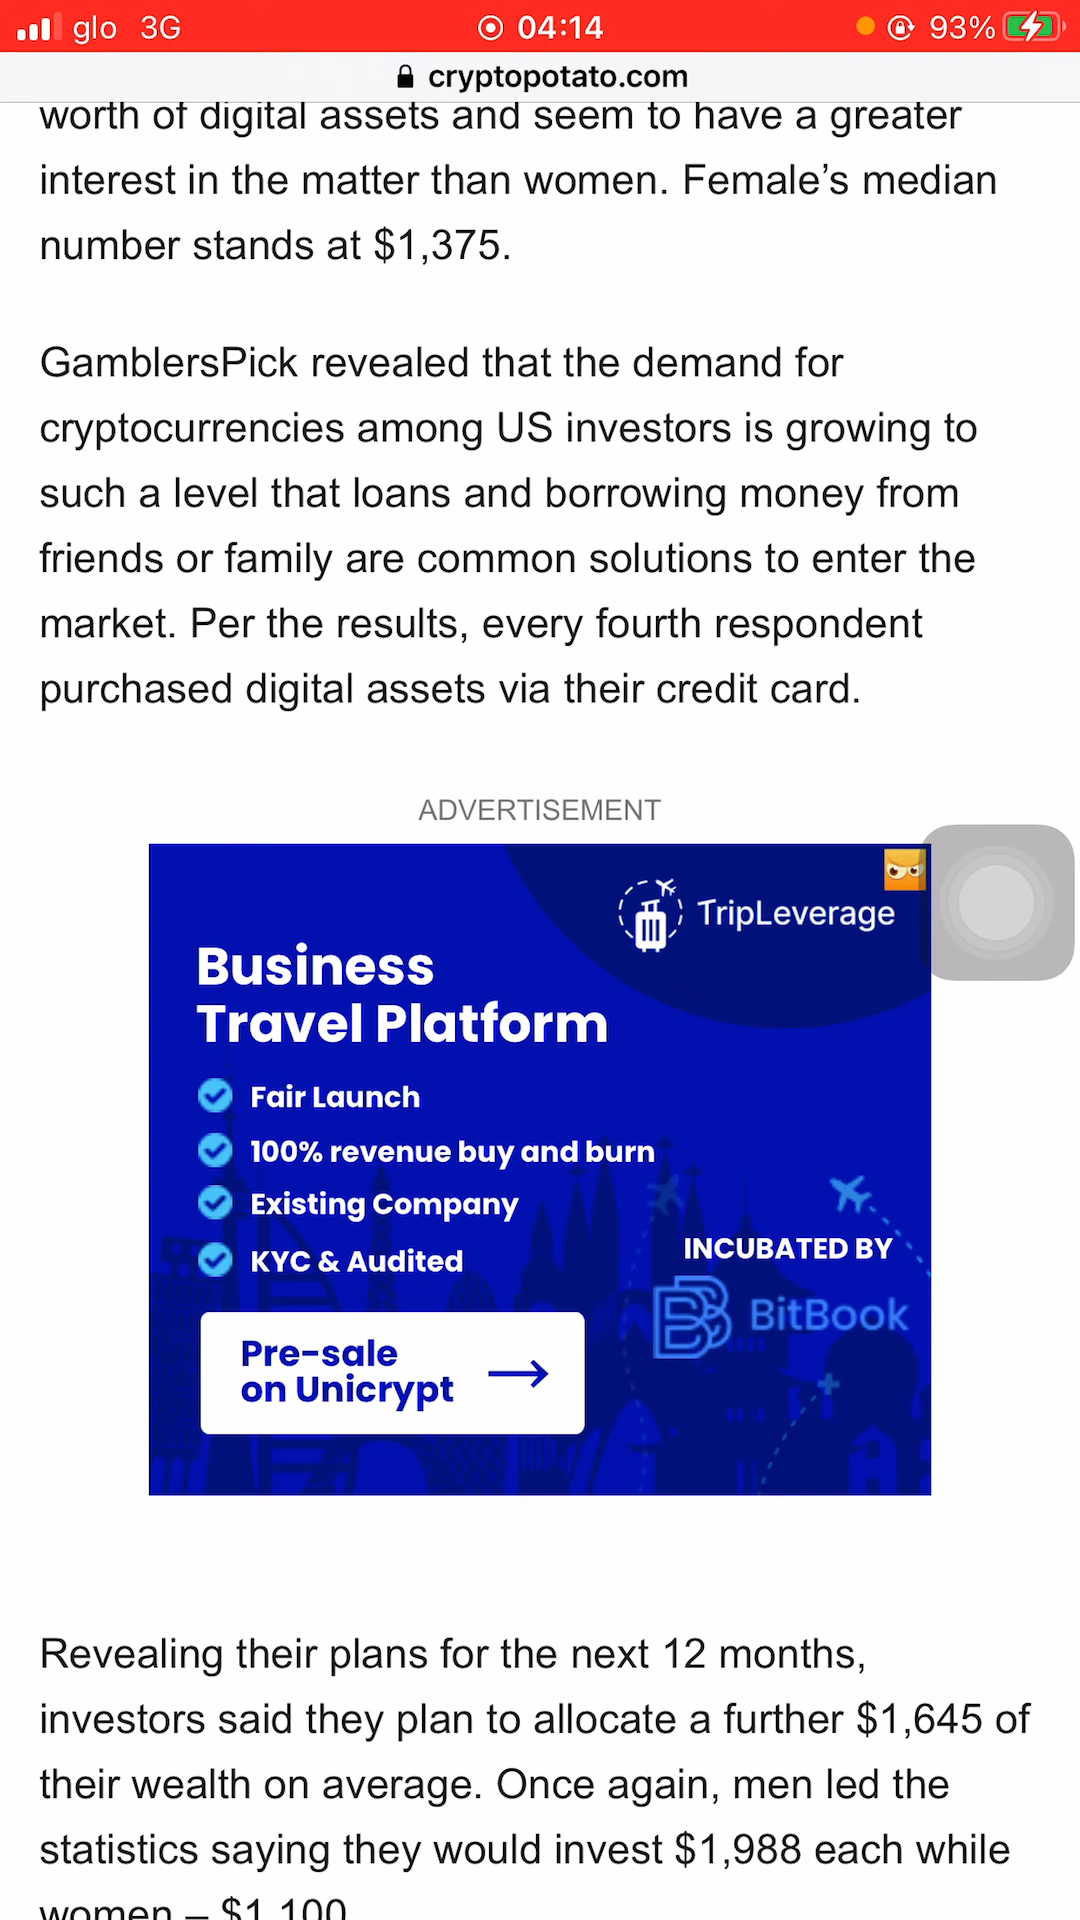 glo 3G 04:14 93%
cryptopotato.com
worth of digital assets and seem to have a greater
interest in the matter than women. Female’s median
number stands at $1,375.
GamblersPick revealed that the demand for
cryptocurrencies among US investors is growing to
such a level that loans and borrowing money from
friends or family are common solutions to enter the
market. Per the results, every fourth respondent
purchased digital assets via their credit card.
ADVERTISEMENT
TripLeverage
Business
Travel Platform
Fair Launch
100% revenue buy and burn
Existing Company
KYC & Audited
INCUBATED BY
BitBook
Pre-sale
on Unicrypt
Revealing their plans for the next 12 months,
investors said they plan to allocate a further $1,645 of
their wealth on average. Once again, men led the
statistics saying they would invest $1,988 each while
women – $1,100